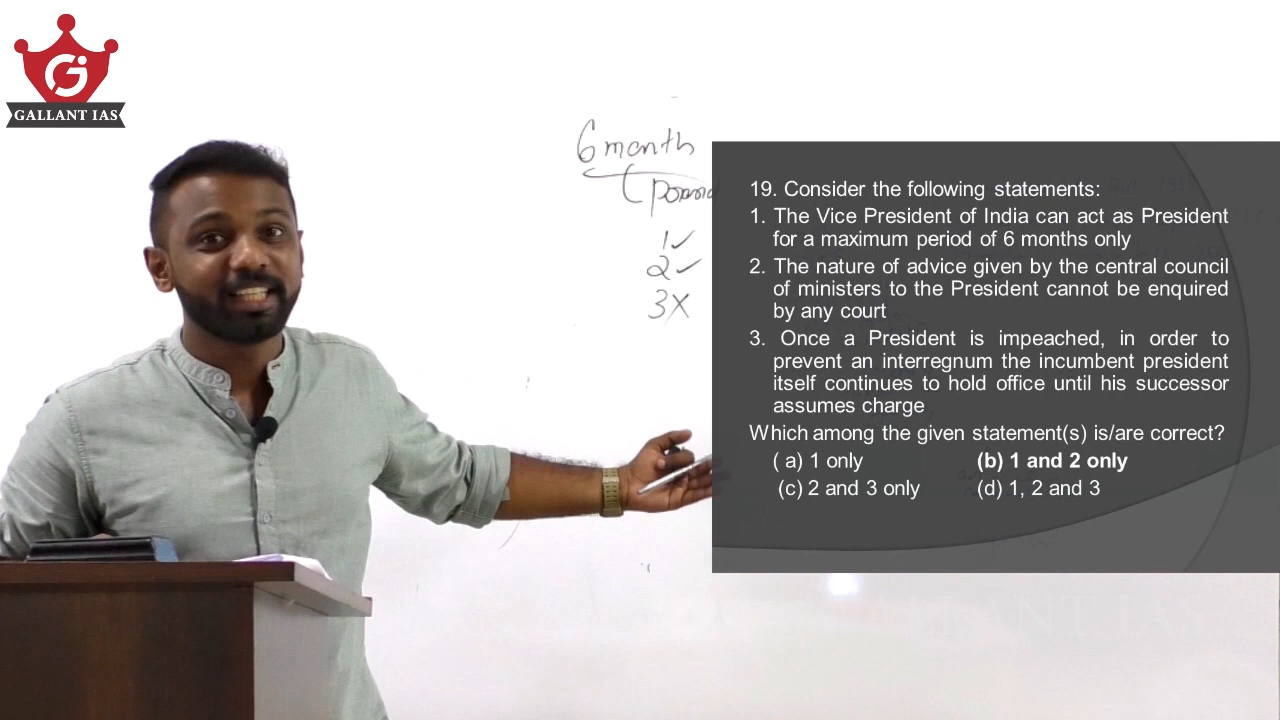 GALLANT IAS
6 month
1✓
2✓
3X
19. Consider the following statements:
1. The Vice President of India can act as President
for a maximum period of 6 months only
2. The nature of advice given by the central council
of ministers to the President cannot be enquired
by any court
3. Once a President is impeached, in order to
prevent an interregnum the incumbent president
itself continues to hold office until his successor
assumes charge
Which among the given statement(s) is/are correct?
( a) 1 only (b) 1 and 2 only
(c) 2 and 3 only (d) 1, 2 and 3